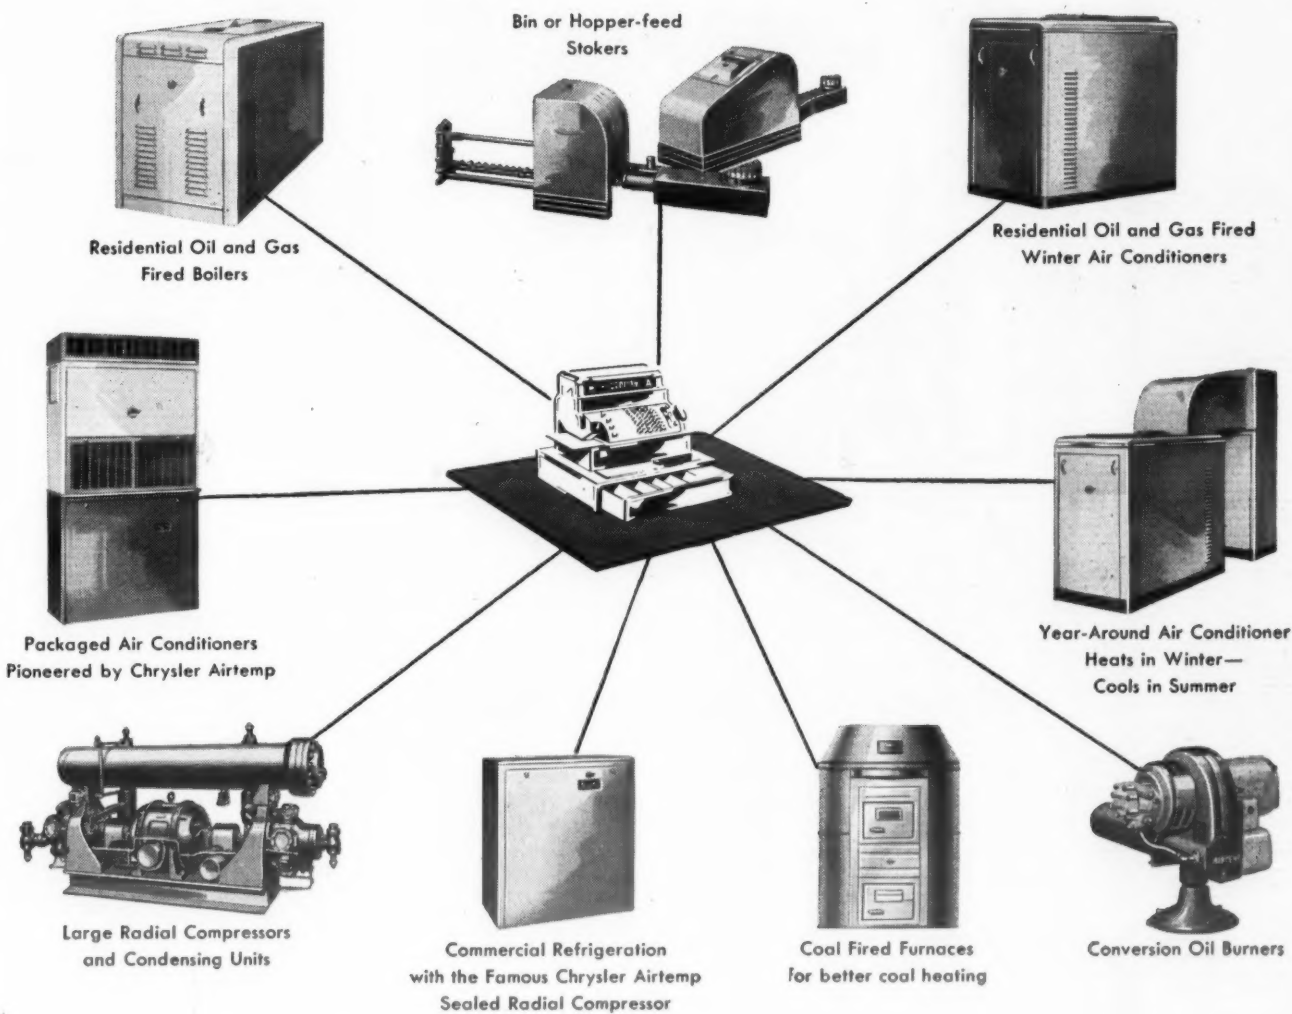 Bin or Hopper-feed
Stokers
Residential Oil and Gas
Fired Boilers
Residential Oil and Gas Fired
Winter Air Conditioners
Packaged Air Conditioners
Pioneered by Chrysler Airtemp
Year-Around Air Conditioner
Heats in Winter—
Cools in Summer
Large Radial Compressors
and Condensing Units
Commercial Refrigeration
with the Famous Chrysler Airtemp
Sealed Radial Compressor
Coal Fired Furnaces
for better coal heating
Conversion Oil Burners